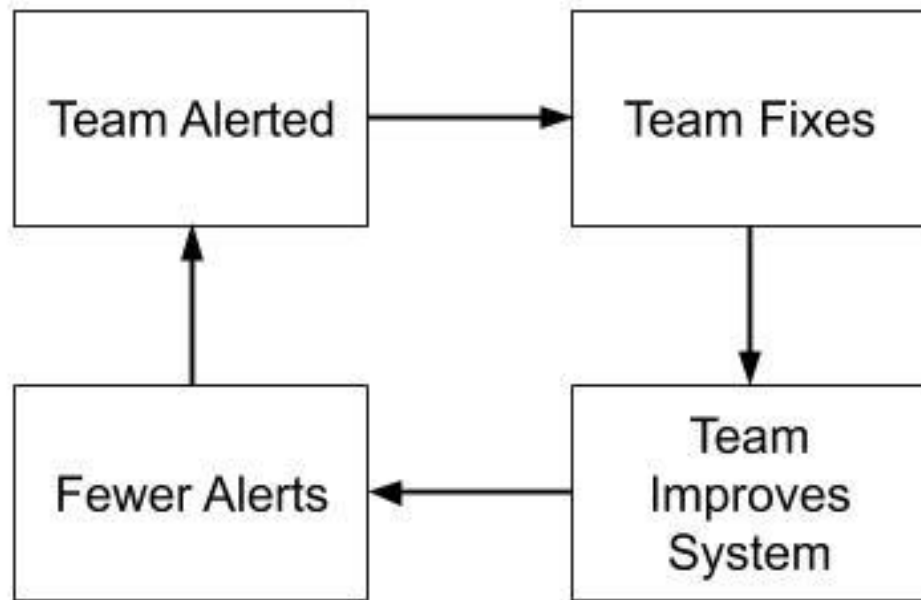 Team Alerted
Team Fixes
Fewer Alerts
Team
Improves
System